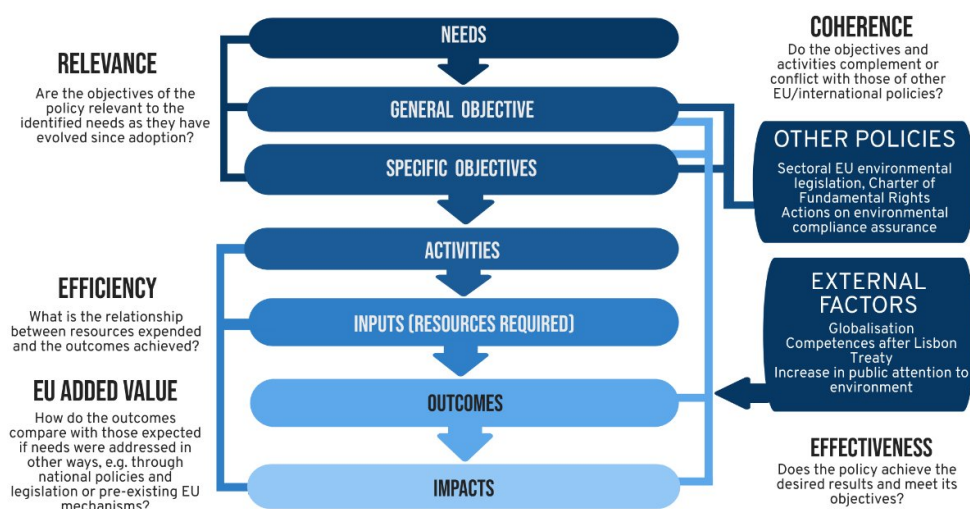 NEEDS
RELEVANCE
Are the objectives of the
policy relevant to the
identified needs as they have
evolved since adoption?
GENERAL OBJECTIVE
SPECIFIC OBJECTIVES
COHERENCE
Do the objectives and
activities complement or
conflict with those of other
EU/international policies?
OTHER POLICIES
Sectoral EU environmental
legislation, Charter of
Fundamental Rights
Actions on environmental
compliance assurance
ACTIVITIES
EFFICIENCY
What is the relationship
between resources expended
and the outcomes achieved?
INPUTS (RESOURCES REQUIRED)
EXTERNAL
FACTORS
Globalisation
Competences after Lisbon
Treaty
Increase in public attention to
environment
EU ADDED VALUE
How do the outcomes
compare with those expected
if needs were addressed in
other ways, e.g. through
national policies and
legislation or pre-existing EU
mechanisms?
OUTCOMES
IMPACTS
EFFECTIVENESS
Does the policy achieve the
desired results and meet its
objectives?